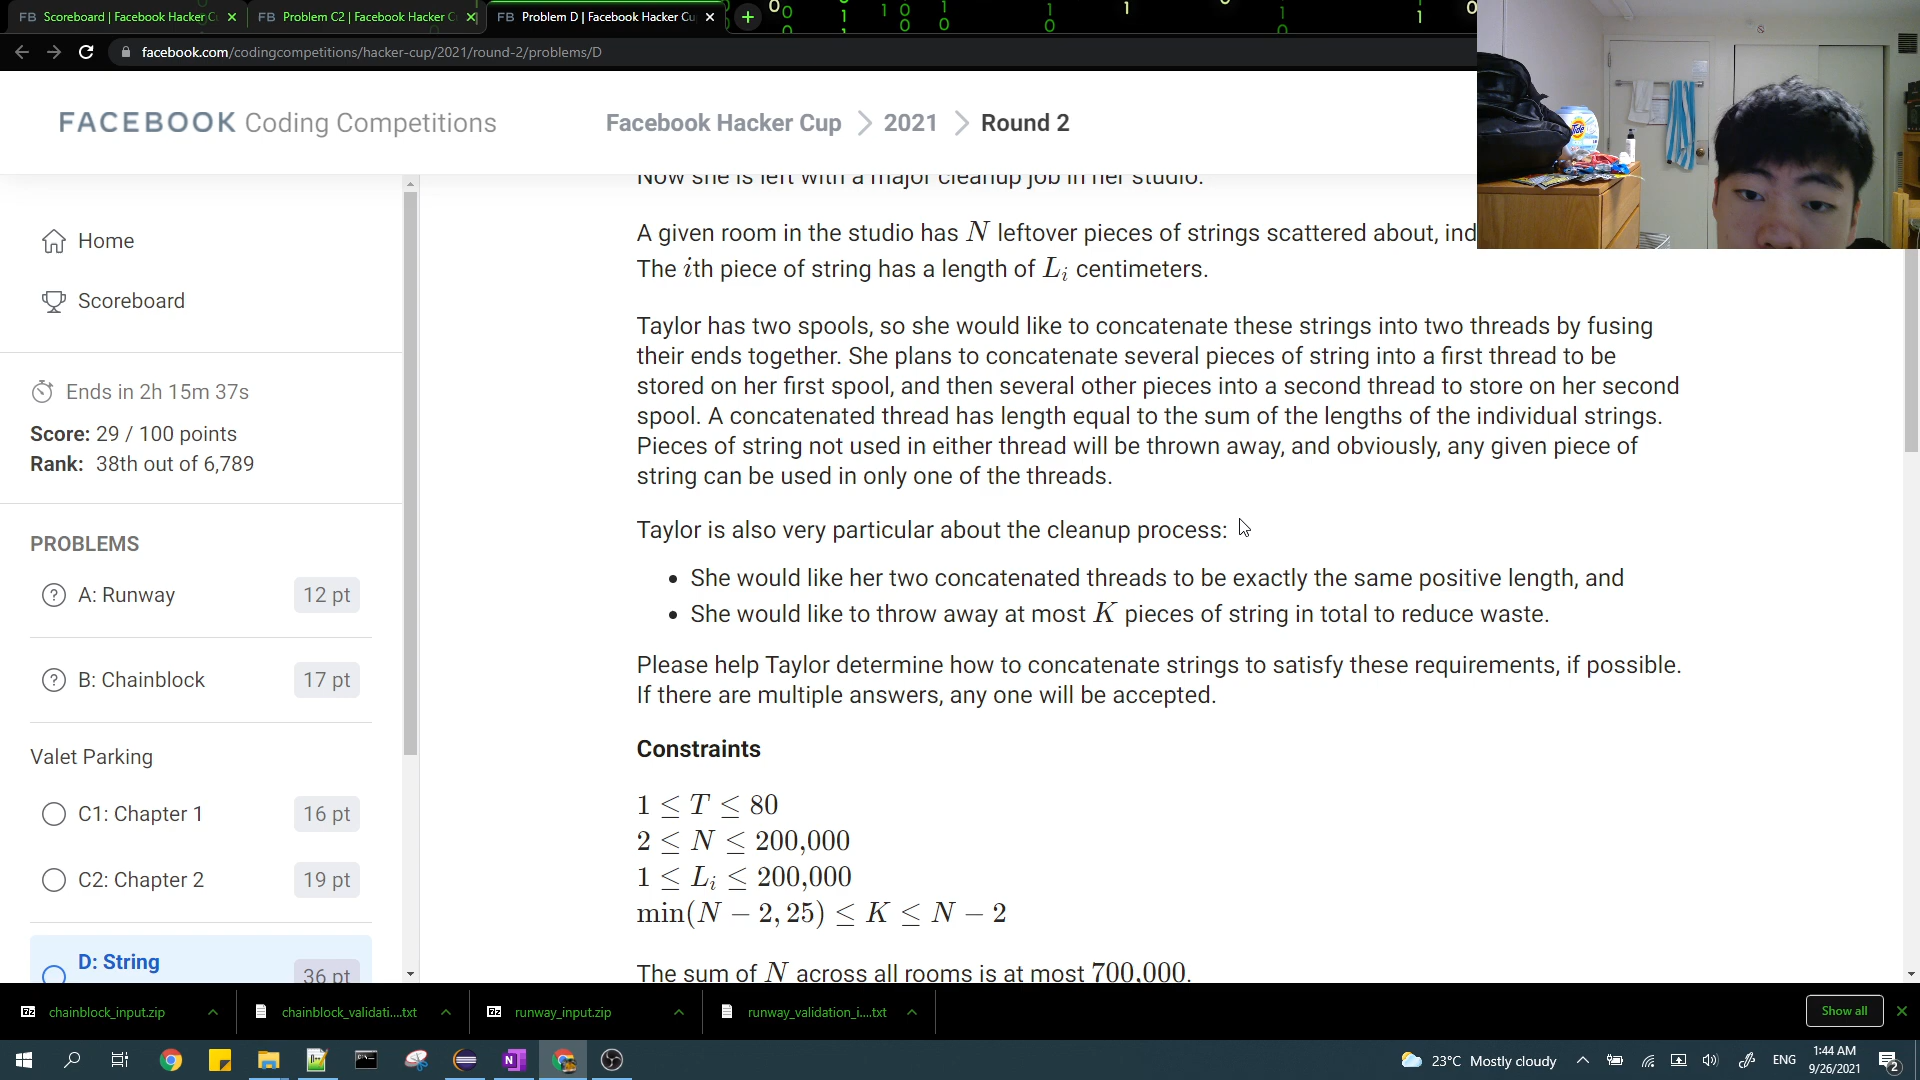 FB Scoreboard | Facebook Hacker C
FB Problem C2 | Facebook Hacker C
FB Problem D | Facebook Hacker Cu
facebook.com/codingcompetitions/hacker-cup/2021/round-2/problems/D
FACEBOOK Coding Competitions
Facebook Hacker Cup > 2021 > Round 2
Home
Scoreboard
Ends in 2h 15m 37s
Score: 29 / 100 points
Rank: 38th out of 6,789
PROBLEMS
A: Runway 12 pt
B: Chainblock 17 pt
Valet Parking
C1: Chapter 1 16 pt
C2: Chapter 2 19 pt
D: String 36 pt
Now she is left with a major cleanup job in her studio.
A given room in the studio has N leftover pieces of strings scattered about, ind
The ith piece of string has a length of Lᵢ centimeters.
Taylor has two spools, so she would like to concatenate these strings into two threads by fusing
their ends together. She plans to concatenate several pieces of string into a first thread to be
stored on her first spool, and then several other pieces into a second thread to store on her second
spool. A concatenated thread has length equal to the sum of the lengths of the individual strings.
Pieces of string not used in either thread will be thrown away, and obviously, any given piece of
string can be used in only one of the threads.
Taylor is also very particular about the cleanup process:
• She would like her two concatenated threads to be exactly the same positive length, and
• She would like to throw away at most K pieces of string in total to reduce waste.
Please help Taylor determine how to concatenate strings to satisfy these requirements, if possible.
If there are multiple answers, any one will be accepted.
Constraints
1 ≤ T ≤ 80
2 ≤ N ≤ 200,000
1 ≤ Lᵢ ≤ 200,000
min(N − 2, 25) ≤ K ≤ N − 2
The sum of N across all rooms is at most 700,000.
Tide
chainblock_input.zip
chainblock_validati....txt
runway_input.zip
runway_validation_i....txt
Show all
23°C Mostly cloudy
ENG
1:44 AM
9/26/2021
2